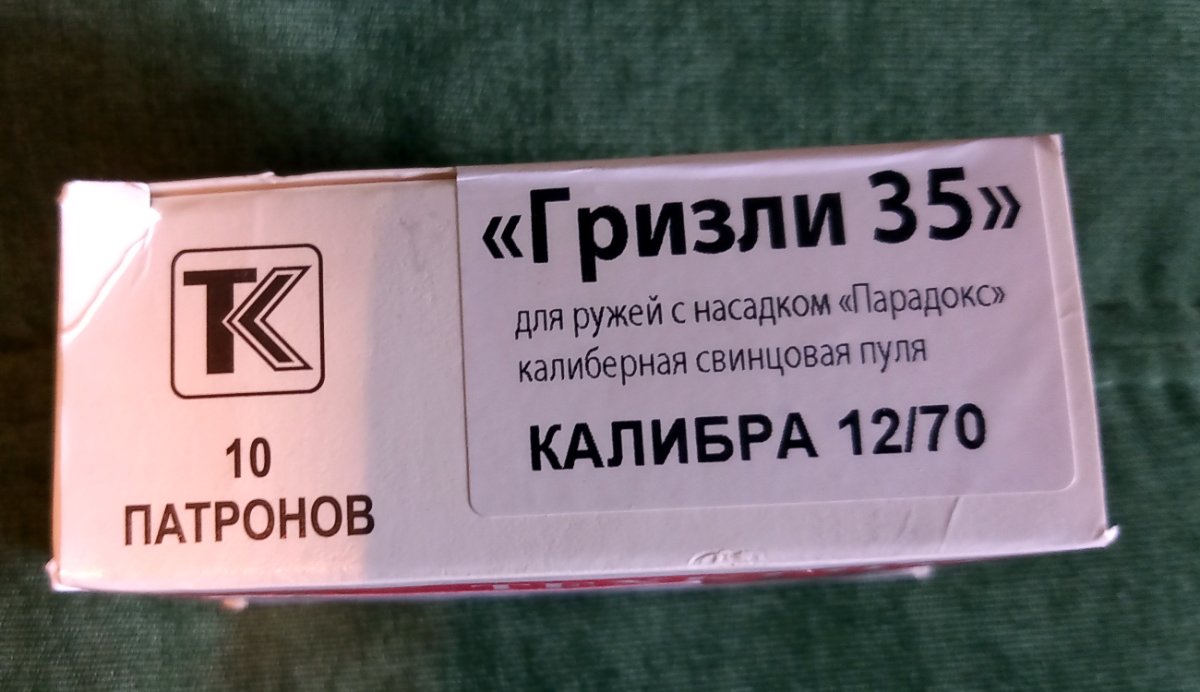 ТК
10
ПАТРОНОВ
«Гризли 35»
для ружей с насадком «Парадокс»
калиберная свинцовая пуля
КАЛИБРА 12/70